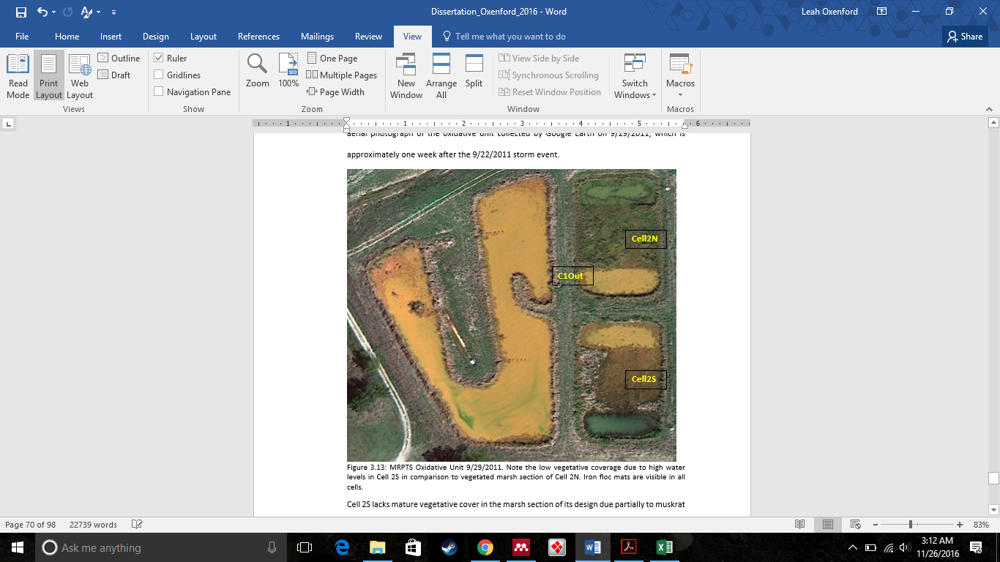 Dissertation_Oxenford_2016 - Word
Leah Oxenford
File Home Insert Design Layout References Mailings Review View Tell me what you want to do Share
Read Mode
Print Layout
Web Layout
Outline
Draft
Views
Ruler
Gridlines
Navigation Pane
Show
Zoom
100
100%
One Page
Multiple Pages
Page Width
Zoom
New Window
Arrange All
Split
View Side by Side
Synchronous Scrolling
Reset Window Position
Switch Windows
Window
Macros
Macros
L
1 1 2 3 4 5 6
aerial photograph of the oxidative unit collected by Google Earth on 9/29/2011, which is
approximately one week after the 9/22/2011 storm event.
Cell2N
C1Out
Cell2S
Figure 3.13: MRPTS Oxidative Unit 9/29/2011. Note the low vegetative coverage due to high water
levels in Cell 2S in comparison to vegetated marsh section of Cell 2N. Iron floc mats are visible in all
cells.
Cell 2S lacks mature vegetative cover in the marsh section of its design due partially to muskrat
Page 70 of 98 22739 words 83%
Ask me anything
3:12 AM
11/26/2016